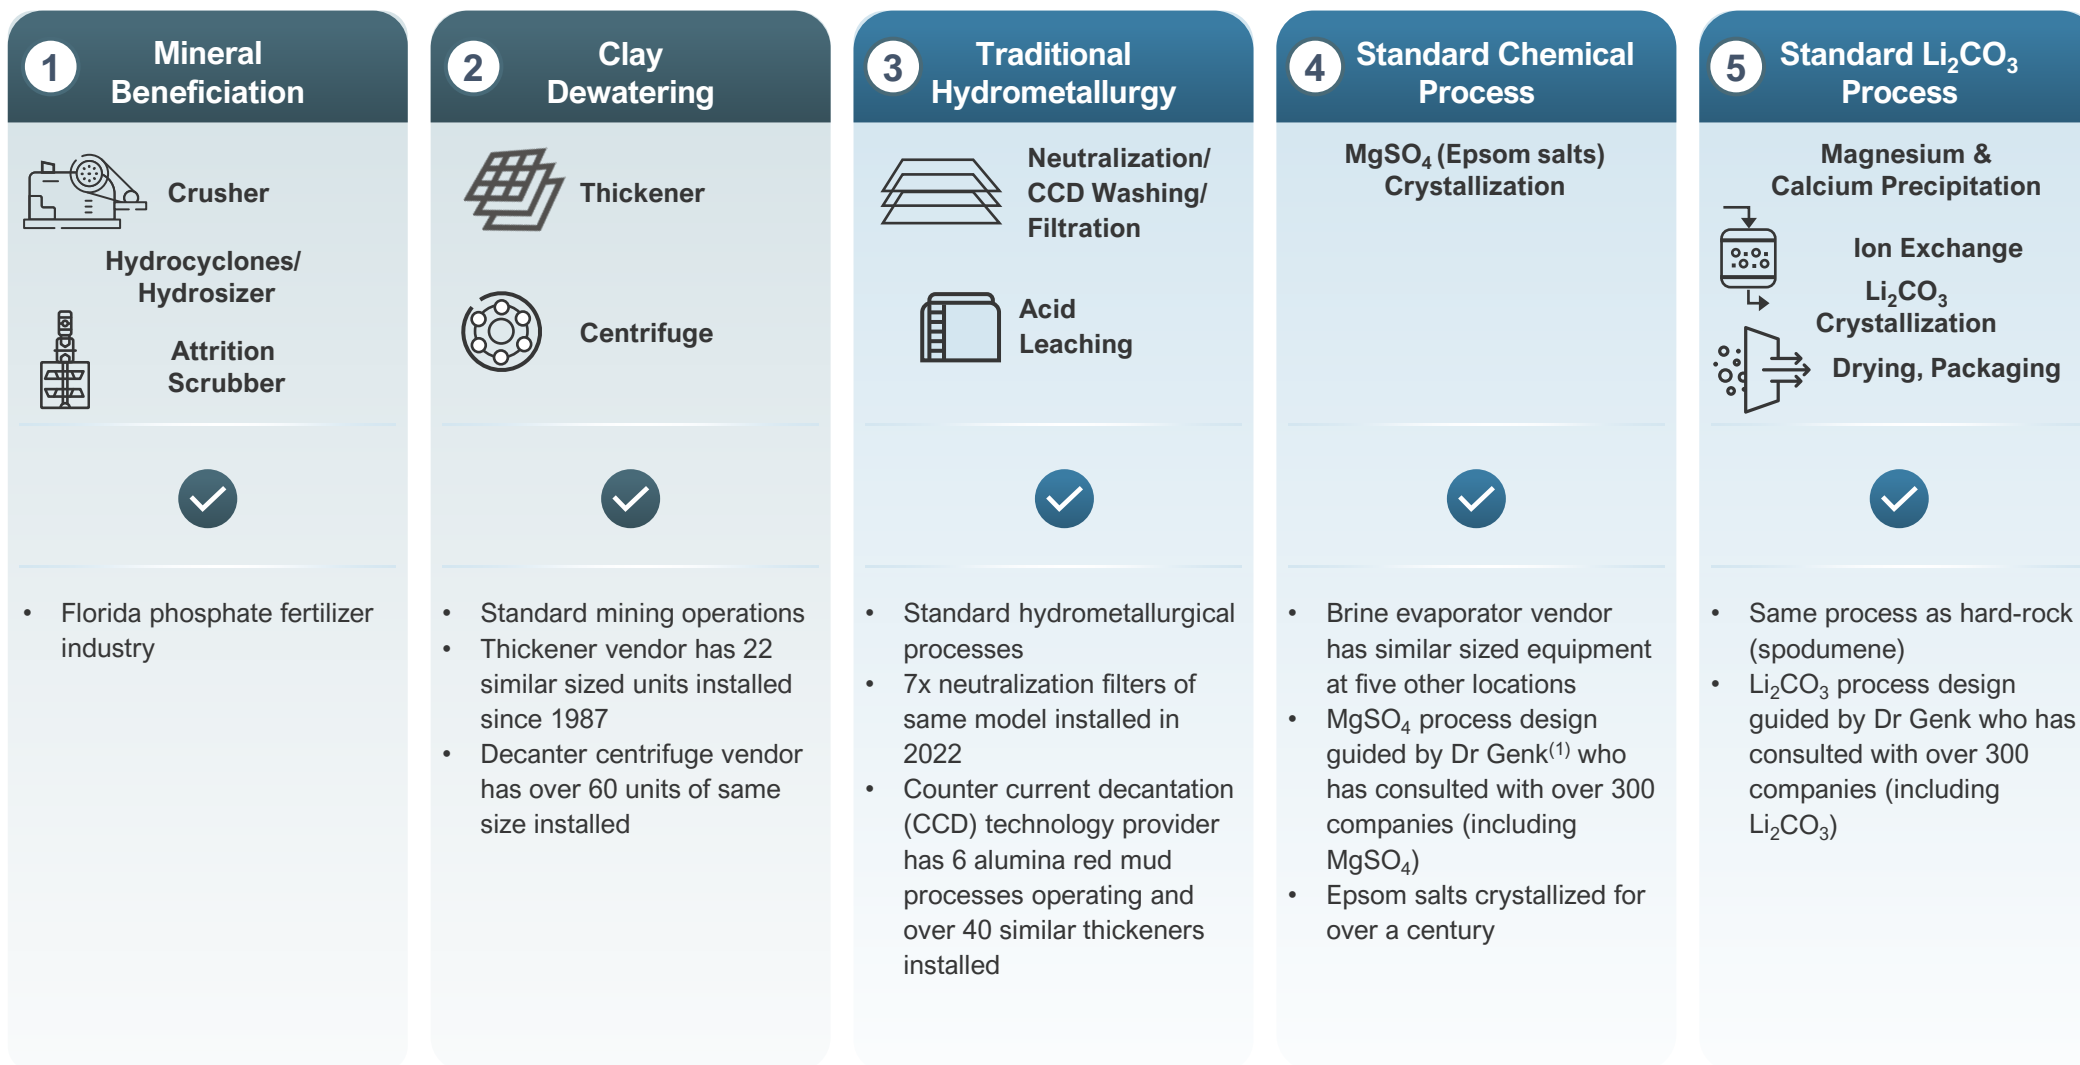 1
Mineral
Beneficiation
Crusher
Hydrocyclones/
Hydrosizer
Attrition
Scrubber
• Florida phosphate fertilizer
industry
2
Clay
Dewatering
Thickener
Centrifuge
• Standard mining operations
• Thickener vendor has 22
similar sized units installed
since 1987
• Decanter centrifuge vendor
has over 60 units of same
size installed
3
Traditional
Hydrometallurgy
Neutralization/
CCD Washing/
Filtration
Acid
Leaching
• Standard hydrometallurgical
processes
• 7x neutralization filters of
same model installed in
2022
• Counter current decantation
(CCD) technology provider
has 6 alumina red mud
processes operating and
over 40 similar thickeners
installed
4
Standard Chemical
Process
MgSO₄ (Epsom salts)
Crystallization
• Brine evaporator vendor
has similar sized equipment
at five other locations
• MgSO₄ process design
guided by Dr Genk⁽¹⁾ who
has consulted with over 300
companies (including
MgSO₄)
• Epsom salts crystallized for
over a century
5
Standard Li₂CO₃
Process
Magnesium &
Calcium Precipitation
Ion Exchange
Li₂CO₃
Crystallization
Drying, Packaging
• Same process as hard-rock
(spodumene)
• Li₂CO₃ process design
guided by Dr Genk who has
consulted with over 300
companies (including
Li₂CO₃)